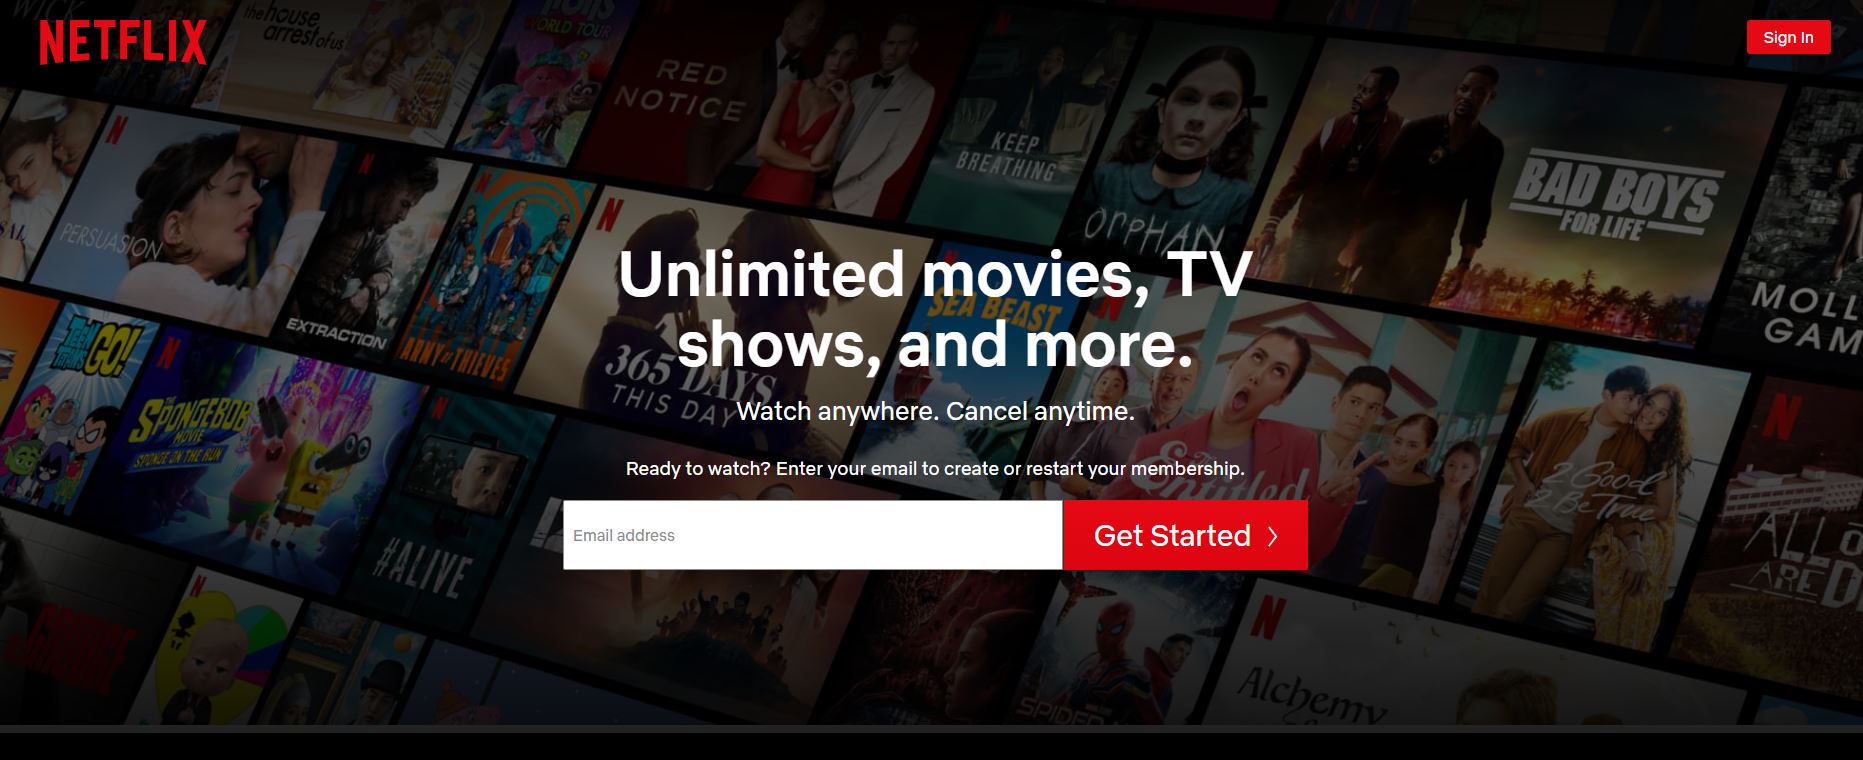 NETFLIX
Sign In
the house
arrest of us
WORLD TOUR
RED
NOTICE
KEEP
BREATHING
ORPHAN
BAD BOYS
FOR LIFE
MOLL
GAM
PERSUASION
EXTRACTION
ARMY OF THIEVES
Unlimited movies, TV
shows, and more.
SEA BEAST
365 DAYS
THIS DAY
Watch anywhere. Cancel anytime.
Ready to watch? Enter your email to create or restart your membership.
Email address
Get Started
TEEN
TITANS
GO!
THE
SPONGEBOB
MOVIE
SPONGE ON THE RUN
#ALIVE
Entitled
2 Good
2 Be True
ALL O
ARE D
SPIDER
Alchemy